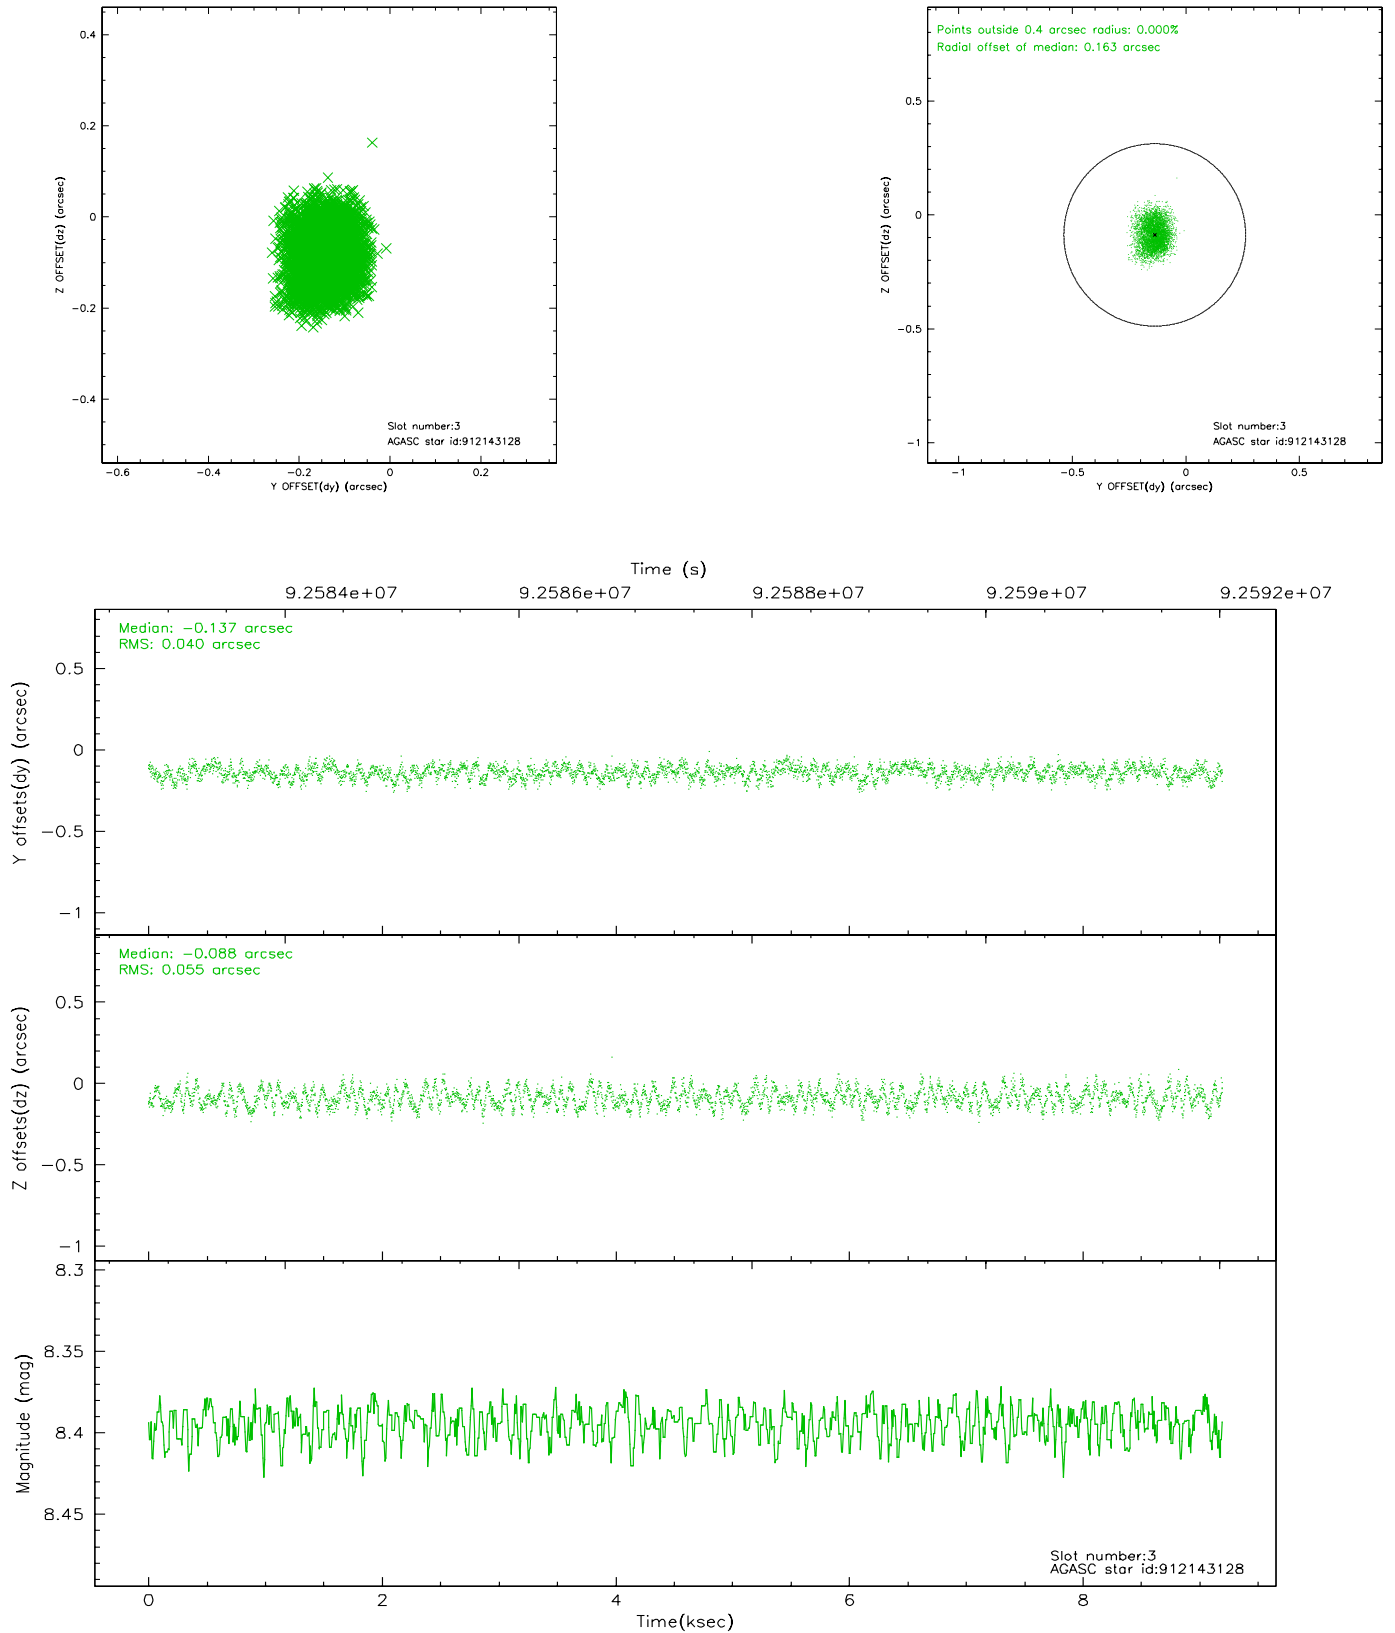 0.4
0.2
0
-0.2
-0.4
Z OFFSET(dz) (arcsec)
Slot number:3
AGASC star id:912143128
-0.6 -0.4 -0.2 0 0.2
Y OFFSET(dy) (arcsec)
Points outside 0.4 arcsec radius: 0.000%
Radial offset of median: 0.163 arcsec
0.5
0
-0.5
-1
Z OFFSET(dz) (arcsec)
Slot number:3
AGASC star id:912143128
-1 -0.5 0 0.5
Y OFFSET(dy) (arcsec)
Time (s)
9.2584e+07 9.2586e+07 9.2588e+07 9.259e+07 9.2592e+07
Median: -0.137 arcsec
RMS: 0.040 arcsec
0.5
0
-0.5
-1
Y offsets(dy) (arcsec)
Median: -0.088 arcsec
RMS: 0.055 arcsec
0.5
0
-0.5
-1
Z offsets(dz) (arcsec)
8.3
8.35
8.4
8.45
Magnitude (mag)
Slot number:3
AGASC star id:912143128
0 2 4 6 8
Time(ksec)